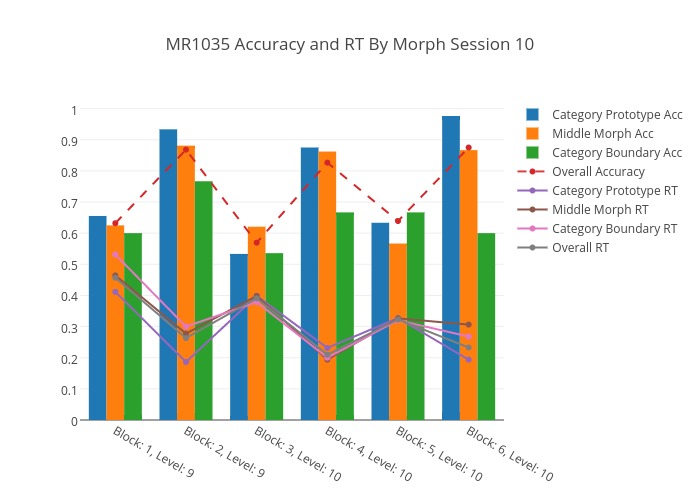 MR1035 Accuracy and RT By Morph Session 10
1
0.9
0.8
0.7
0.6
0.5
0.4
0.3
0.2
0.1
0
Block: 1, Level: 9
Block: 2, Level: 9
Block: 3, Level: 10
Block: 4, Level: 10
Block: 5, Level: 10
Block: 6, Level: 10
Category Prototype Acc
Middle Morph Acc
Category Boundary Acc
Overall Accuracy
Category Prototype RT
Middle Morph RT
Category Boundary RT
Overall RT